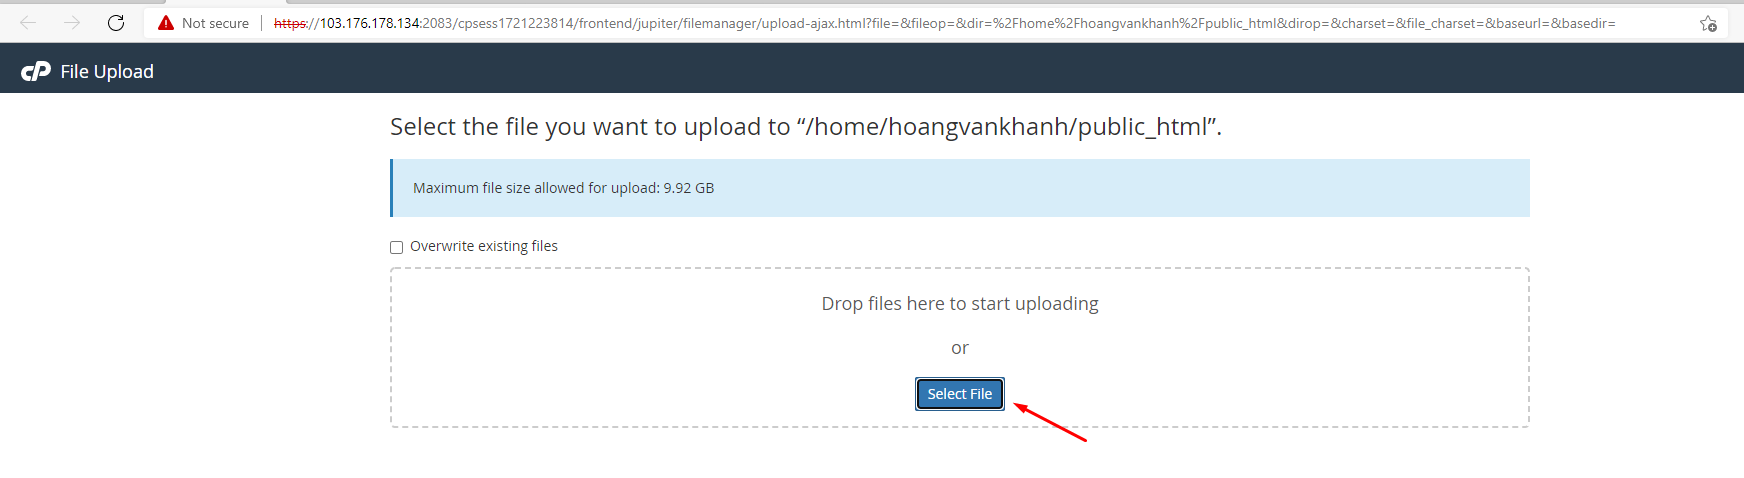 Not secure | https://103.176.178.134:2083/cpsess1721223814/frontend/jupiter/filemanager/upload-ajax.html?file=&fileop=&dir=%2Fhome%2Fhoangvankhanh%2Fpublic_html&dirop=&charset=&file_charset=&baseurl=&basedir=
cP File Upload
Select the file you want to upload to “/home/hoangvankhanh/public_html”.
Maximum file size allowed for upload: 9.92 GB
Overwrite existing files
Drop files here to start uploading
or
Select File